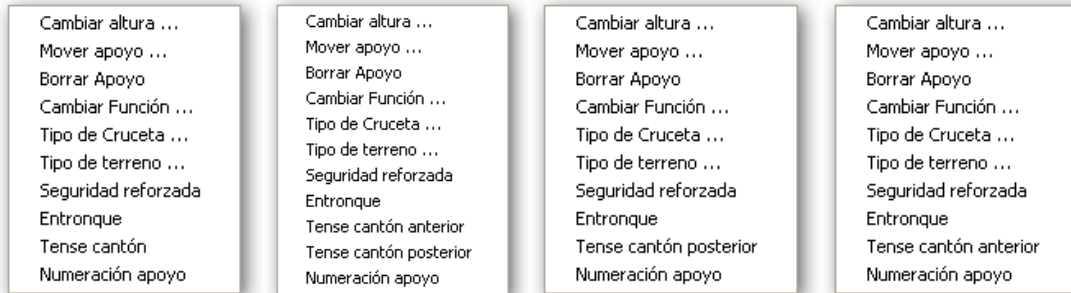 Cambiar altura ...
Mover apoyo ...
Borrar Apoyo
Cambiar Función ...
Tipo de Cruceta ...
Tipo de terreno ...
Seguridad reforzada
Entronque
Tense cantón
Numeración apoyo
Cambiar altura ...
Mover apoyo ...
Borrar Apoyo
Cambiar Función ...
Tipo de Cruceta ...
Tipo de terreno ...
Seguridad reforzada
Entronque
Tense cantón anterior
Tense cantón posterior
Numeración apoyo
Cambiar altura ...
Mover apoyo ...
Borrar Apoyo
Cambiar Función ...
Tipo de Cruceta ...
Tipo de terreno ...
Seguridad reforzada
Entronque
Tense cantón posterior
Numeración apoyo
Cambiar altura ...
Mover apoyo ...
Borrar Apoyo
Cambiar Función ...
Tipo de Cruceta ...
Tipo de terreno ...
Seguridad reforzada
Entronque
Tense cantón anterior
Numeración apoyo